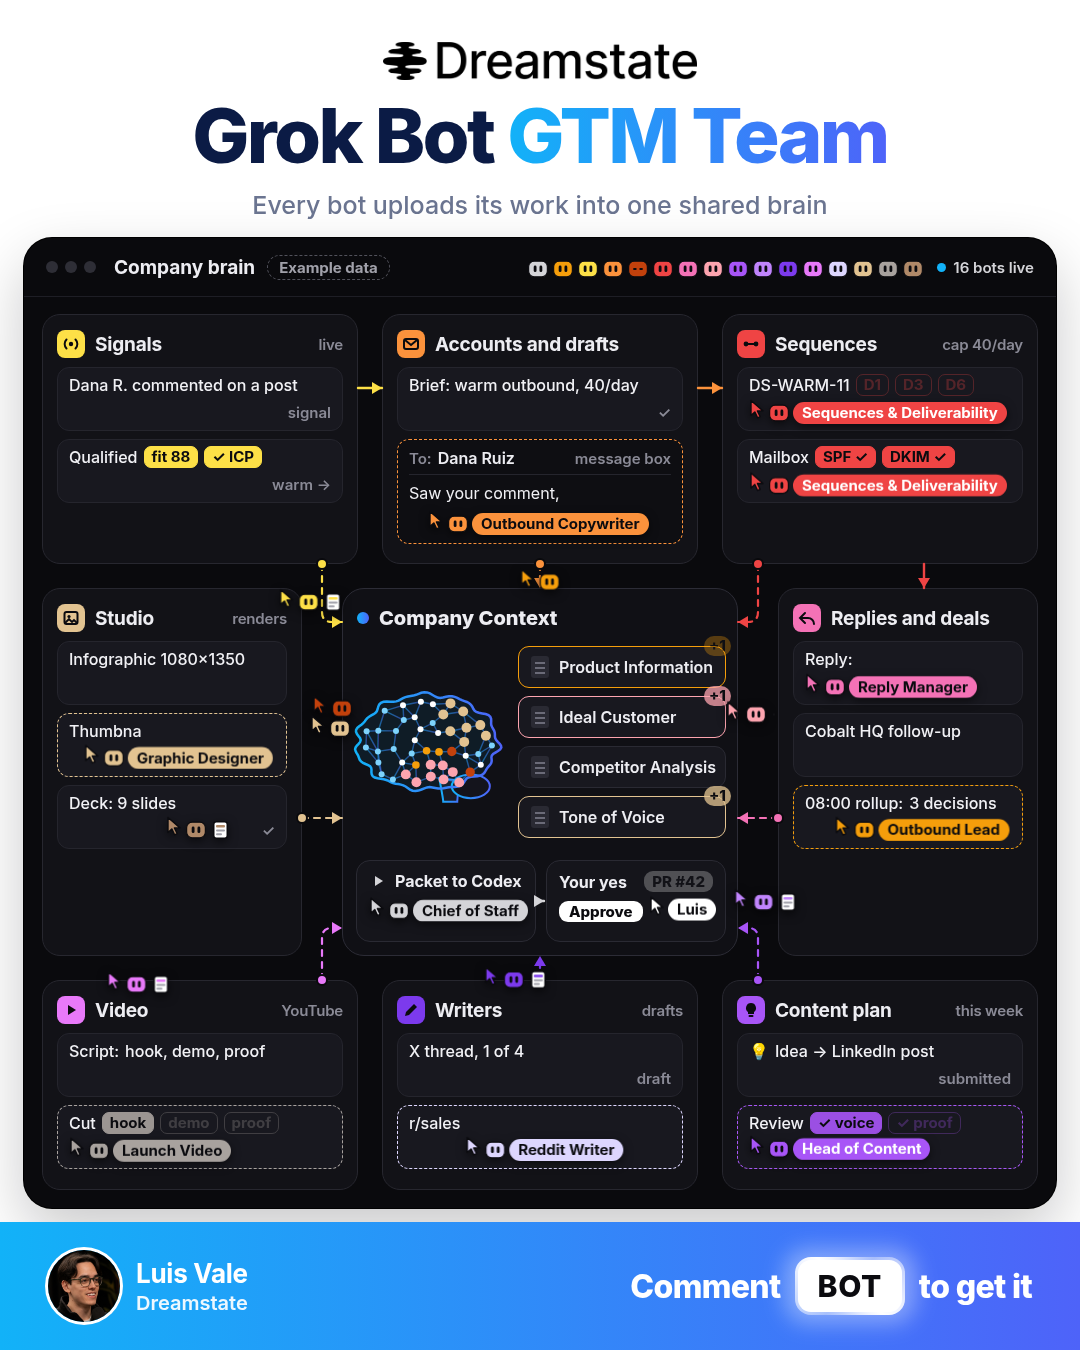 Dreamstate
Grok Bot GTM Team
Every bot uploads its work into one shared brain
Company brain
Example data
16 bots live
Signals
live
Dana R. commented on a post
signal
Qualified fit 88 ✓ ICP
warm →
Accounts and drafts
Brief: warm outbound, 40/day
✓
To: Dana Ruiz
message box
Saw your comment,
Outbound Copywriter
Sequences
cap 40/day
DS-WARM-11 D1 D3 D6
Sequences & Deliverability
Mailbox SPF ✓ DKIM ✓
Sequences & Deliverability
Studio
renders
Infographic 1080×1350
Thumbna
Graphic Designer
Deck: 9 slides
✓
Company Context
+1
Product Information
+1
Ideal Customer
Competitor Analysis
+1
Tone of Voice
Packet to Codex
Chief of Staff
Your yes PR #42
Approve Luis
Replies and deals
Reply:
Reply Manager
Cobalt HQ follow-up
08:00 rollup: 3 decisions
Outbound Lead
Video
YouTube
Script: hook, demo, proof
Cut hook demo proof
Launch Video
Writers
drafts
X thread, 1 of 4
draft
r/sales
Reddit Writer
Content plan
this week
💡 Idea → LinkedIn post
submitted
Review ✓ voice ✓ proof
Head of Content
Luis Vale
Dreamstate
Comment BOT to get it